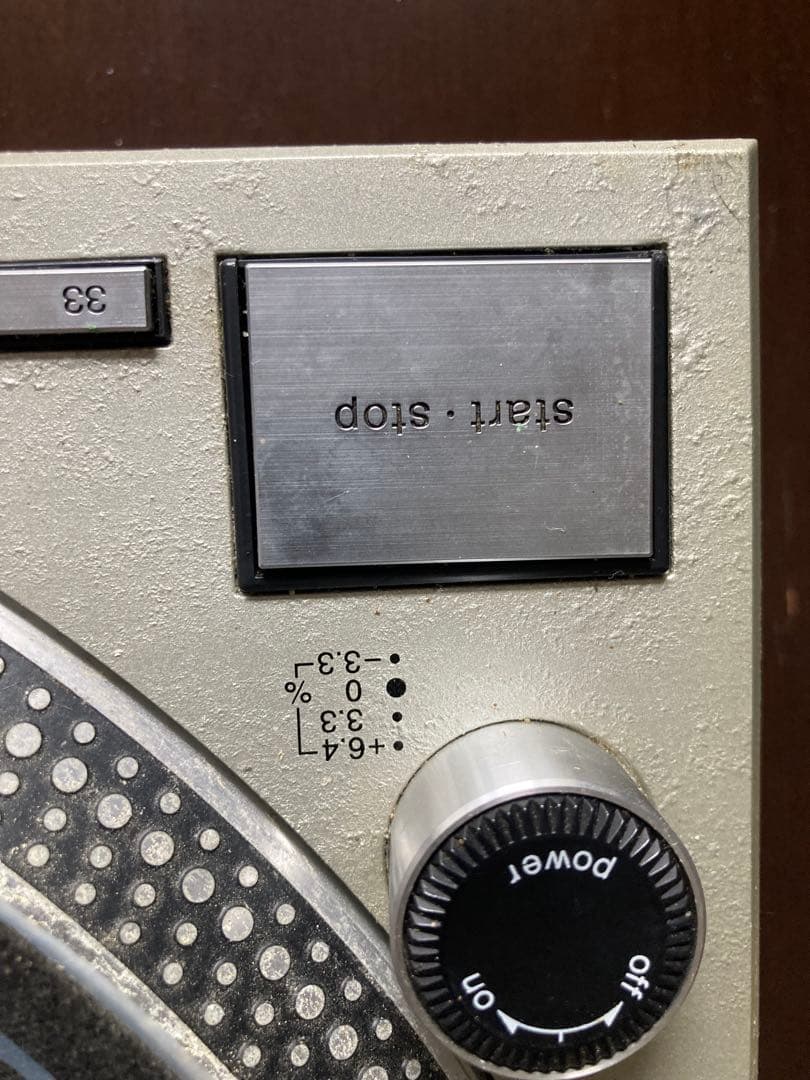 off on
power
+6.4
3.3
0 %
−3.3
start · stop
33